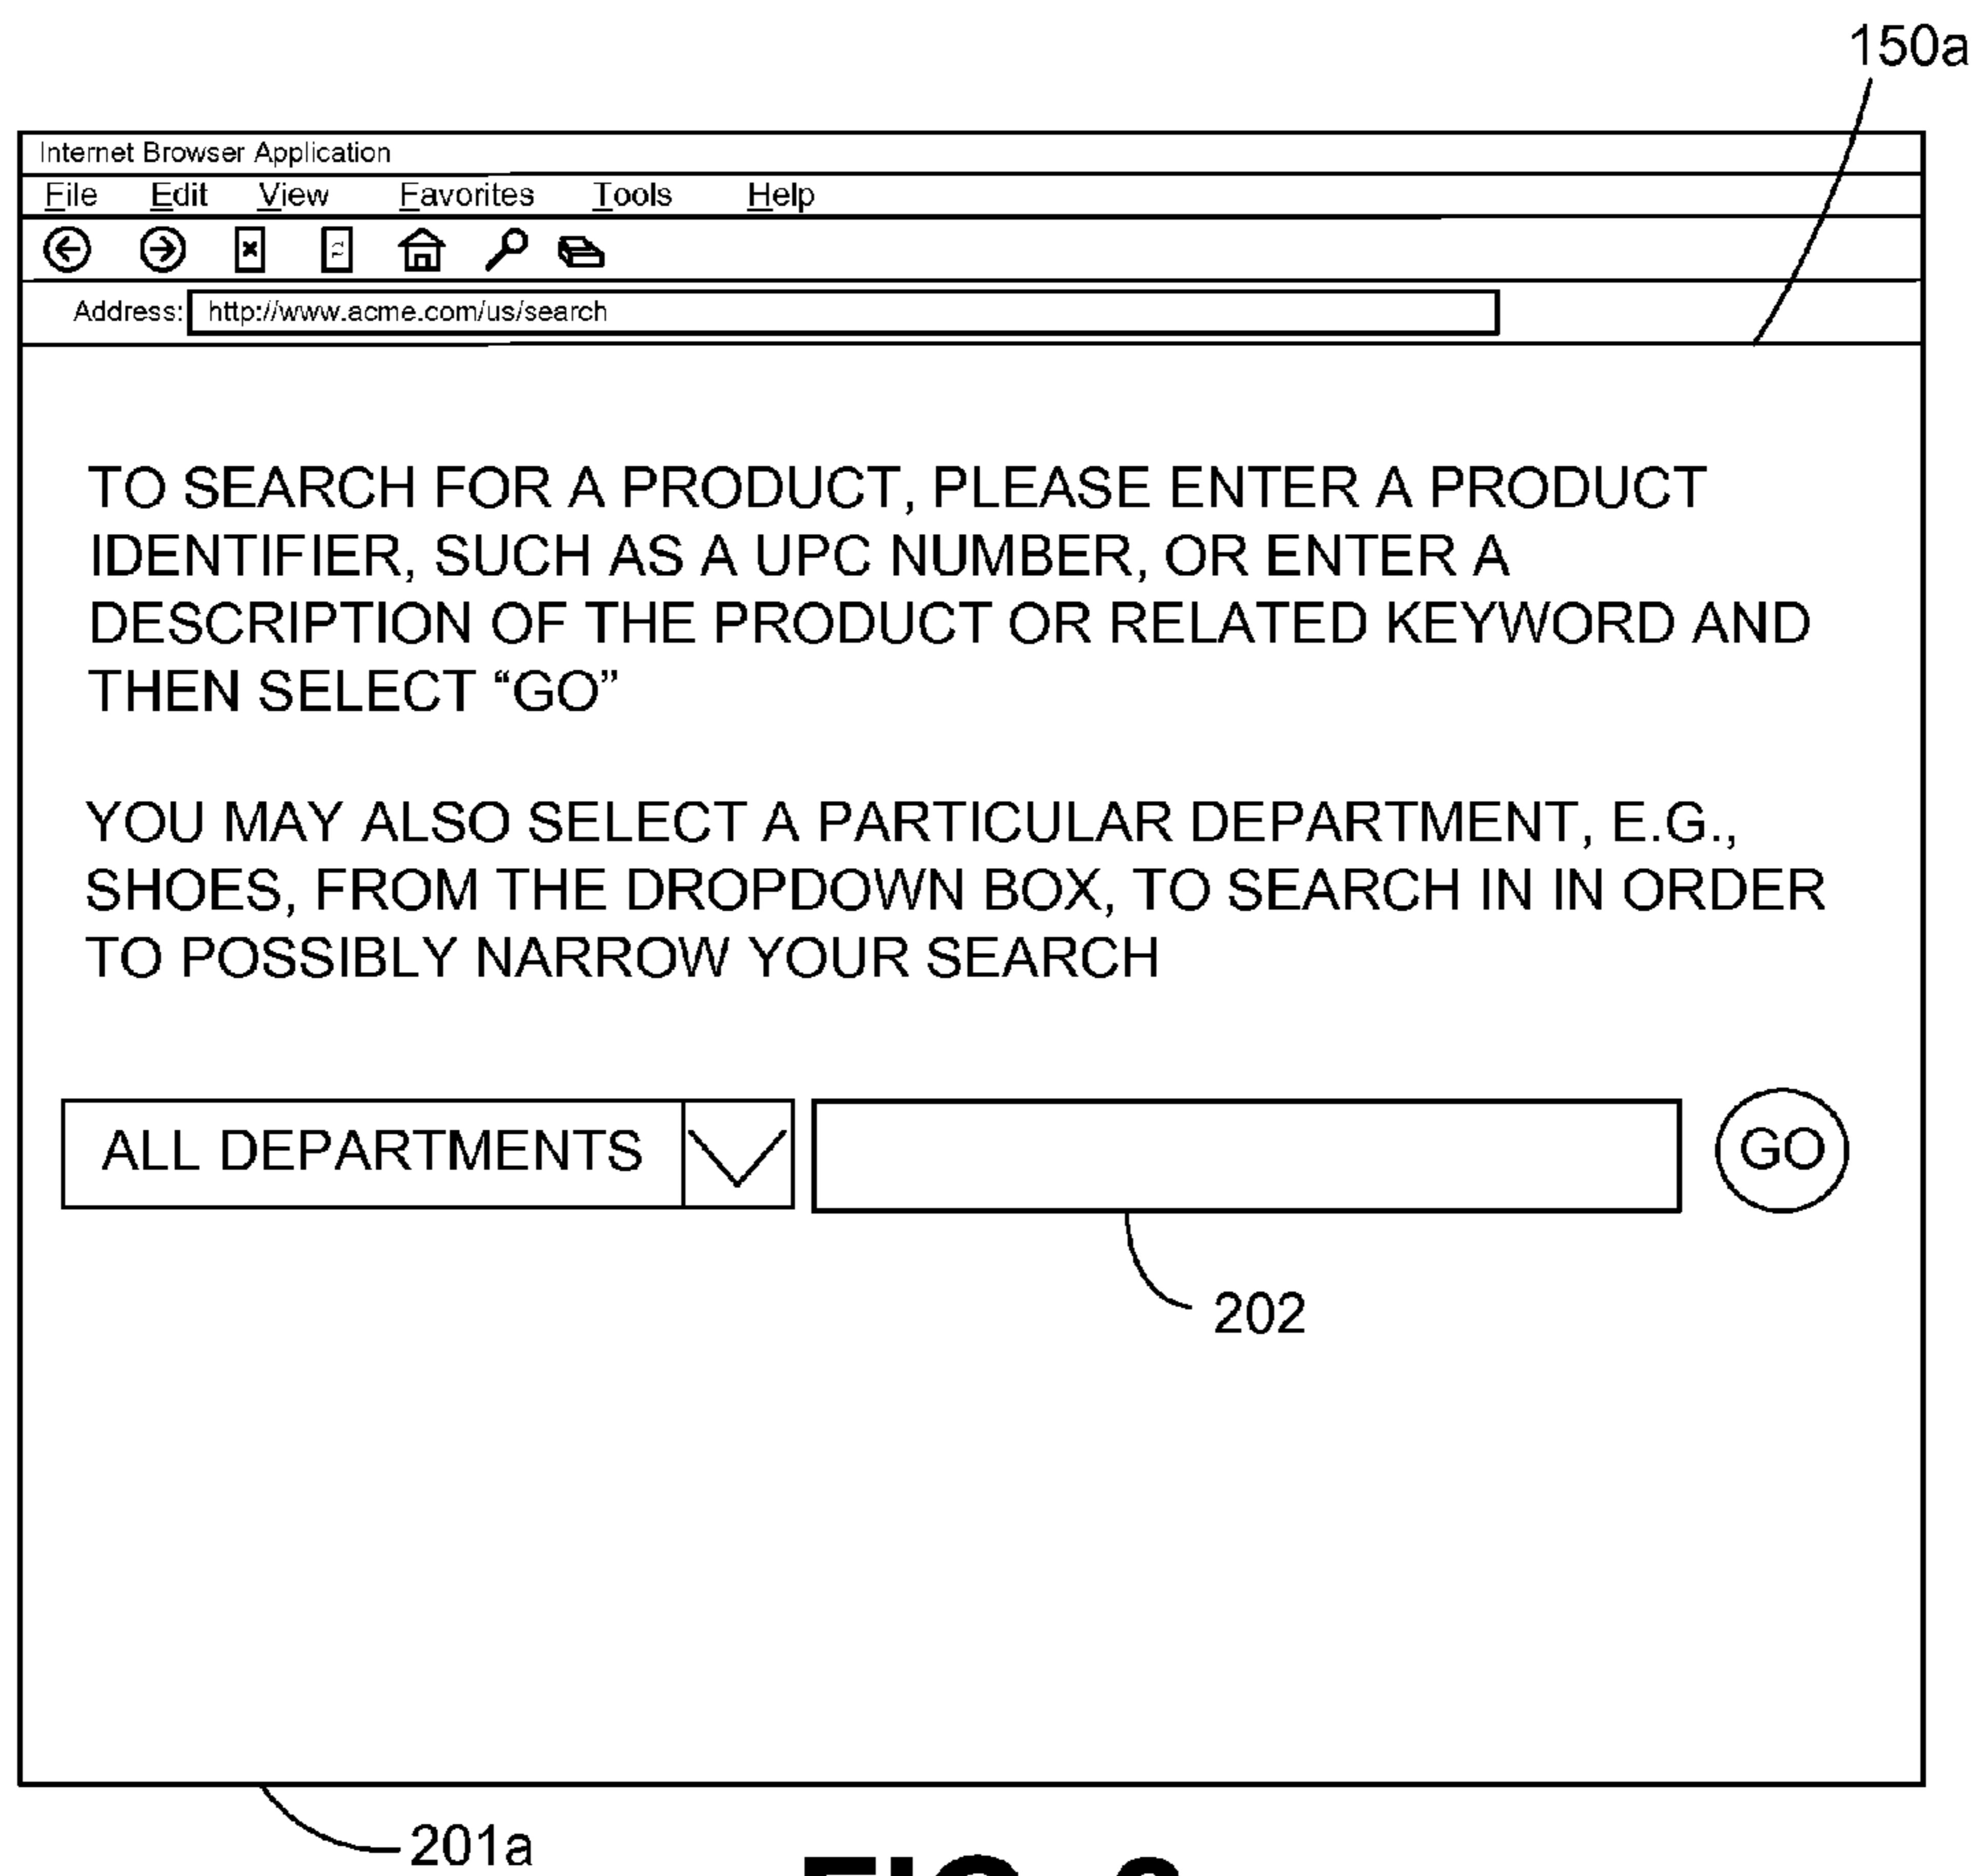 150a
Internet Browser Application
File Edit View Favorites Tools Help
Address: http://www.acme.com/us/search
TO SEARCH FOR A PRODUCT, PLEASE ENTER A PRODUCT
IDENTIFIER, SUCH AS A UPC NUMBER, OR ENTER A
DESCRIPTION OF THE PRODUCT OR RELATED KEYWORD AND
THEN SELECT “GO”
YOU MAY ALSO SELECT A PARTICULAR DEPARTMENT, E.G.,
SHOES, FROM THE DROPDOWN BOX, TO SEARCH IN IN ORDER
TO POSSIBLY NARROW YOUR SEARCH
ALL DEPARTMENTS GO
202
201a